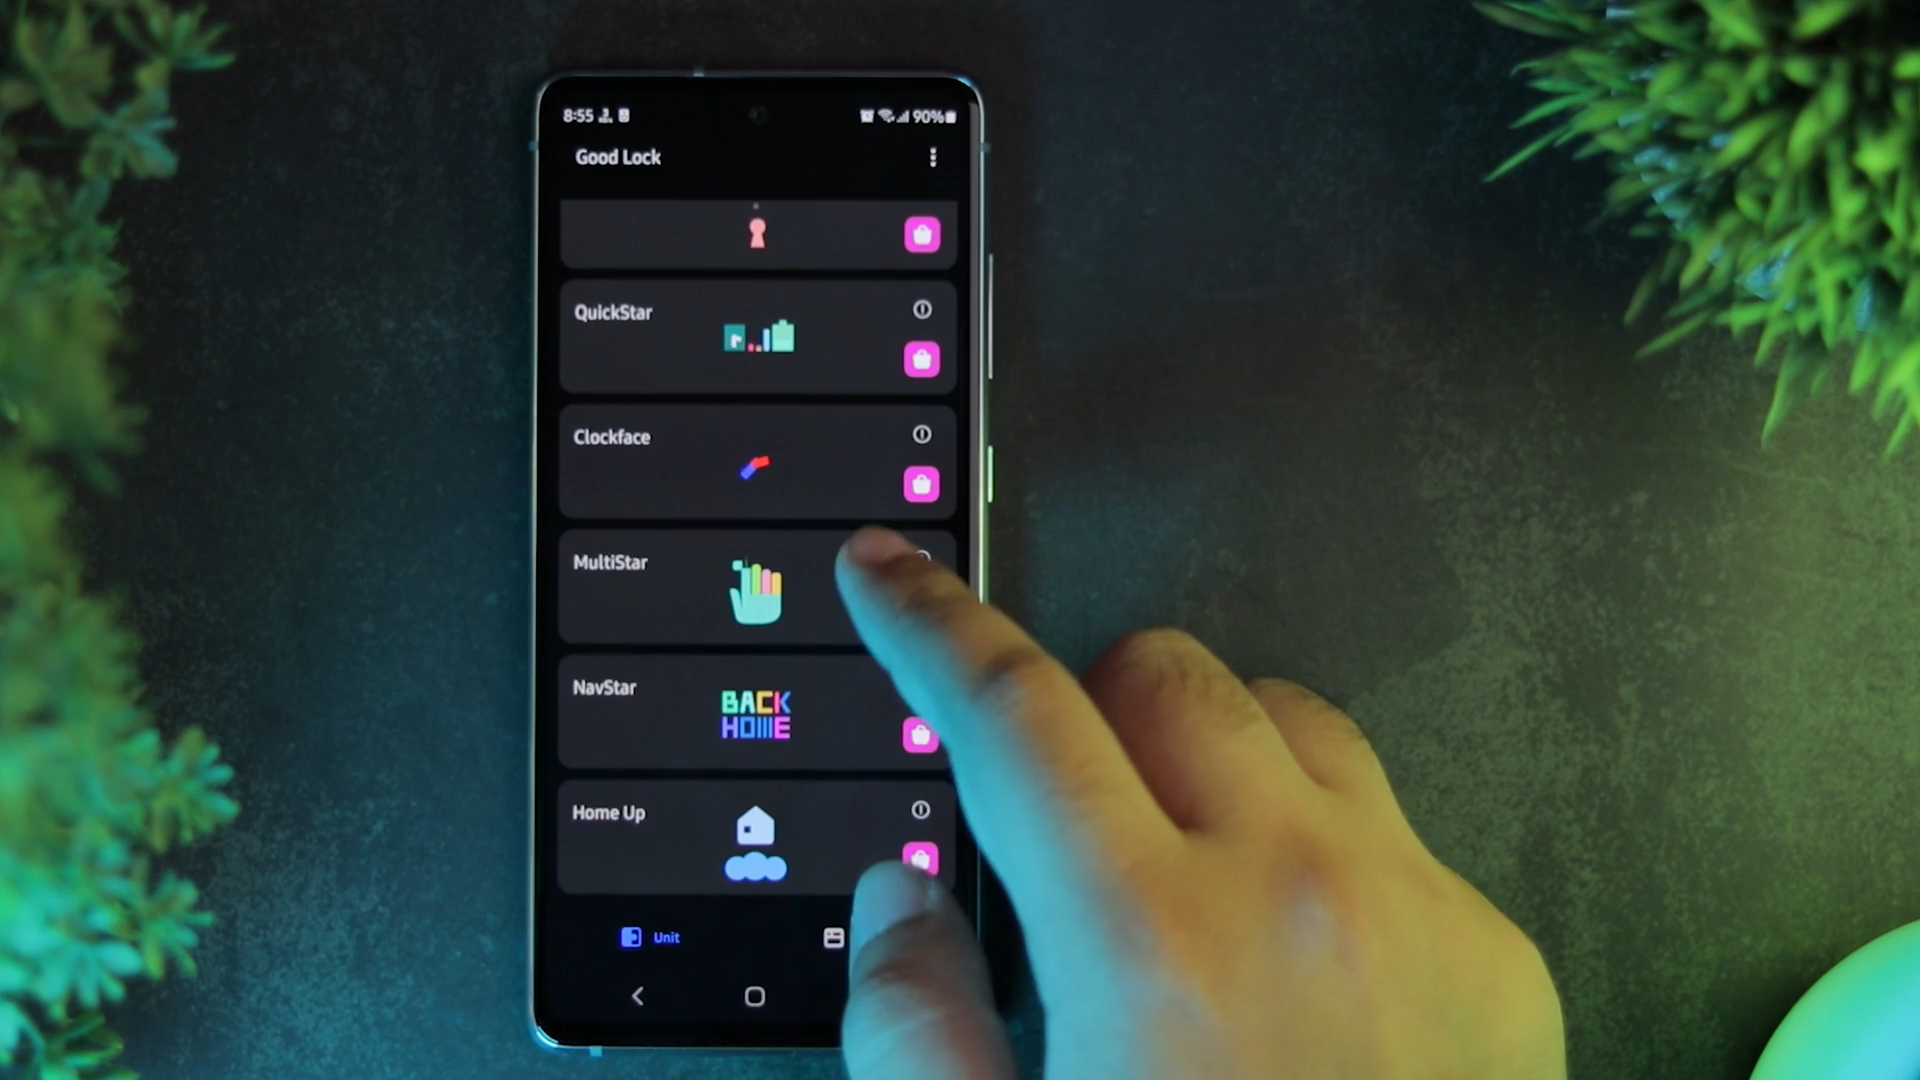 8:55
90%
Good Lock
QuickStar
Clockface
MultiStar
NavStar
BACK
HOME
Home Up
Unit